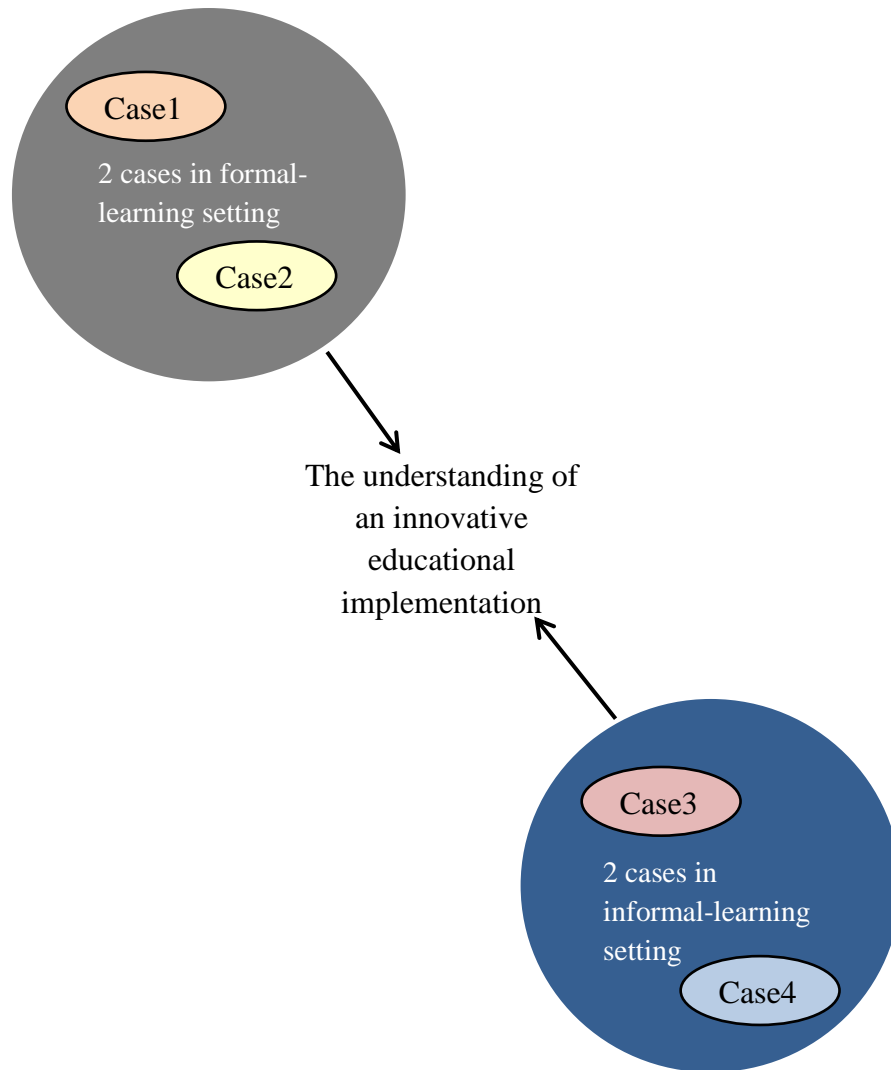 Case1
2 cases in formal-
learning setting
Case2
The understanding of
an innovative
educational
implementation
Case3
2 cases in
informal-learning
setting
Case4